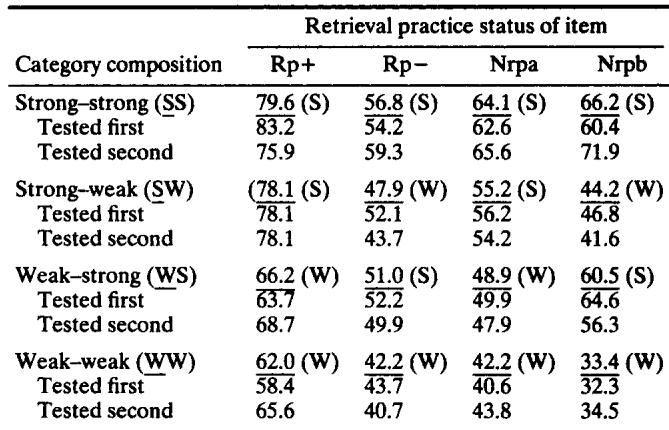 Retrieval practice status of item
Category composition Rp+ Rp− Nrpa Nrpb
Strong–strong (SS) 79.6 (S) 56.8 (S) 64.1 (S) 66.2 (S)
Tested first 83.2 54.2 62.6 60.4
Tested second 75.9 59.3 65.6 71.9
Strong–weak (SW) (78.1 (S) 47.9 (W) 55.2 (S) 44.2 (W)
Tested first 78.1 52.1 56.2 46.8
Tested second 78.1 43.7 54.2 41.6
Weak–strong (WS) 66.2 (W) 51.0 (S) 48.9 (W) 60.5 (S)
Tested first 63.7 52.2 49.9 64.6
Tested second 68.7 49.9 47.9 56.3
Weak–weak (WW) 62.0 (W) 42.2 (W) 42.2 (W) 33.4 (W)
Tested first 58.4 43.7 40.6 32.3
Tested second 65.6 40.7 43.8 34.5